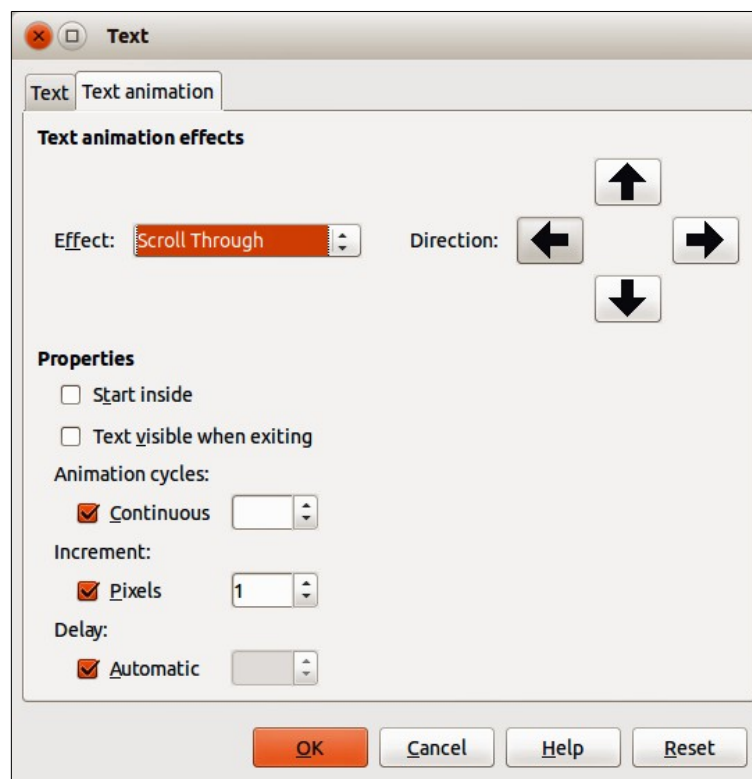 Text
Text Text animation
Text animation effects
Effect: Scroll Through Direction:
Properties
Start inside
Text visible when exiting
Animation cycles:
Continuous
Increment:
Pixels 1
Delay:
Automatic
OK Cancel Help Reset